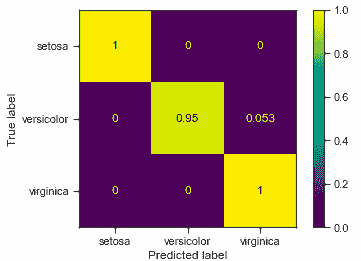 1.0
setosa 1 0 0
0.8
0.6
True label versicolor 0 0.95 0.053
0.4
0.2
virginica 0 0 1
0.0
setosa versicolor virginica
Predicted label